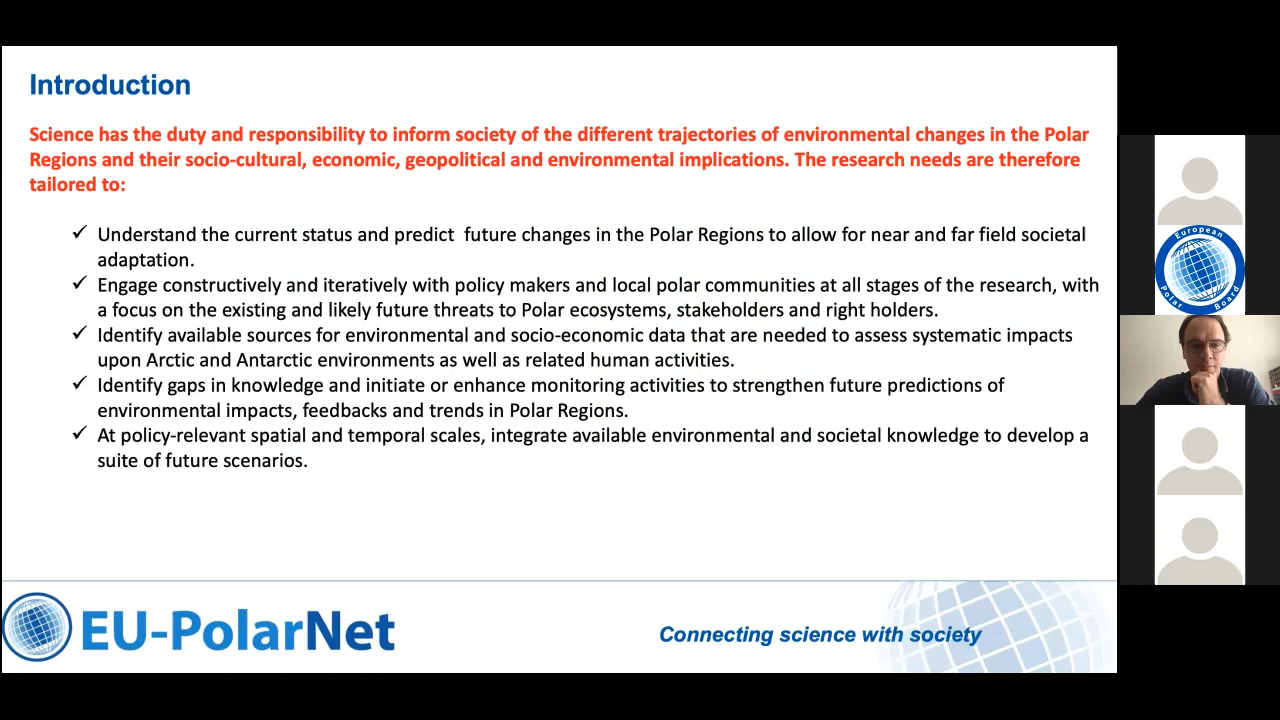 Introduction
Science has the duty and responsibility to inform society of the different trajectories of environmental changes in the Polar
Regions and their socio-cultural, economic, geopolitical and environmental implications. The research needs are therefore
tailored to:
✓ Understand the current status and predict  future changes in the Polar Regions to allow for near and far field societal
adaptation.
✓ Engage constructively and iteratively with policy makers and local polar communities at all stages of the research, with
a focus on the existing and likely future threats to Polar ecosystems, stakeholders and right holders.
✓ Identify available sources for environmental and socio-economic data that are needed to assess systematic impacts
upon Arctic and Antarctic environments as well as related human activities.
✓ Identify gaps in knowledge and initiate or enhance monitoring activities to strengthen future predictions of
environmental impacts, feedbacks and trends in Polar Regions.
✓ At policy-relevant spatial and temporal scales, integrate available environmental and societal knowledge to develop a
suite of future scenarios.
EU-PolarNet
Connecting science with society
European
Polar Board